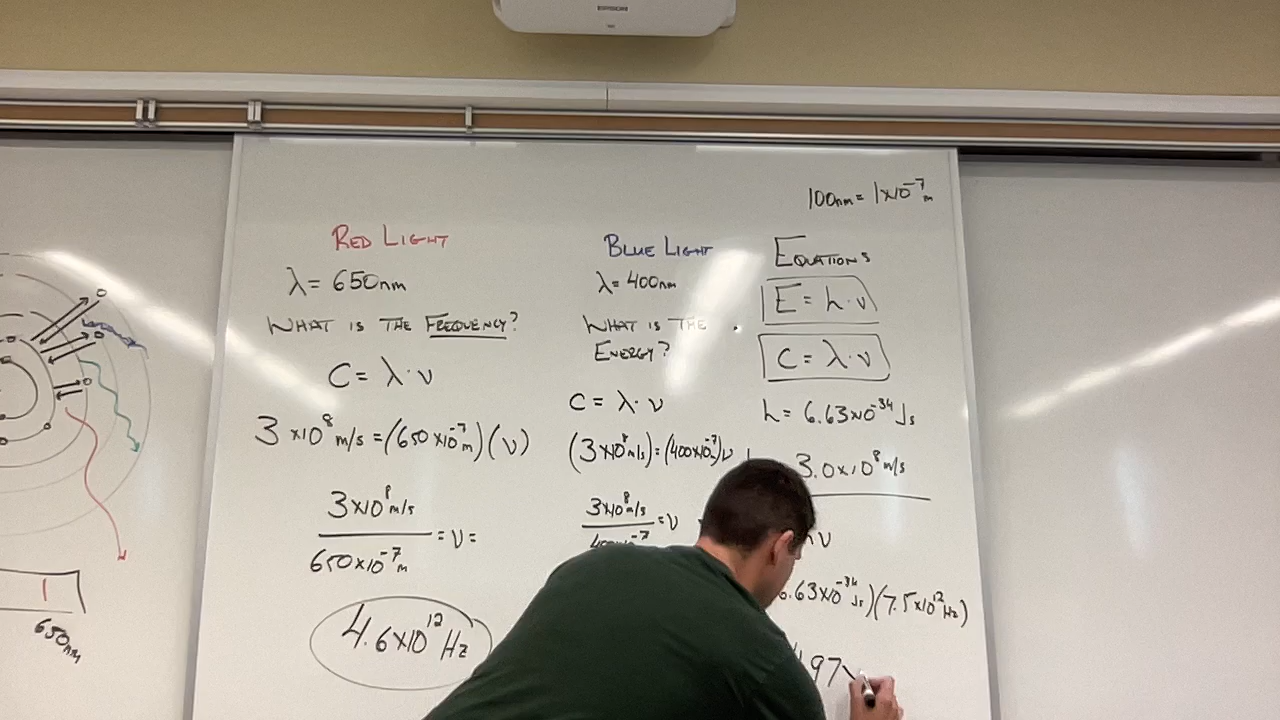 EPSON
100nm = 1x10⁻⁷ m
RED LIGHT
λ = 650nm
WHAT IS THE FREQUENCY?
C = λ · ν
3 x10⁸ m/s = (650 x10⁻⁷ m)(ν)
3x10⁸ m/s
650x10⁻⁷ m
= ν =
4.6x10¹² Hz
BLUE LIGHT
λ = 400nm
WHAT IS THE
ENERGY?
C = λ · ν
(3x10⁸ m/s) = (400x10⁻⁷)ν
3x10⁸ m/s
= ν
EQUATIONS
E = h · ν
C = λ · ν
h = 6.63x10⁻³⁴ Js
3.0x10⁸ m/s
ν
6.63x10⁻³⁴ Js)(7.5x10¹² Hz)
97
650nm